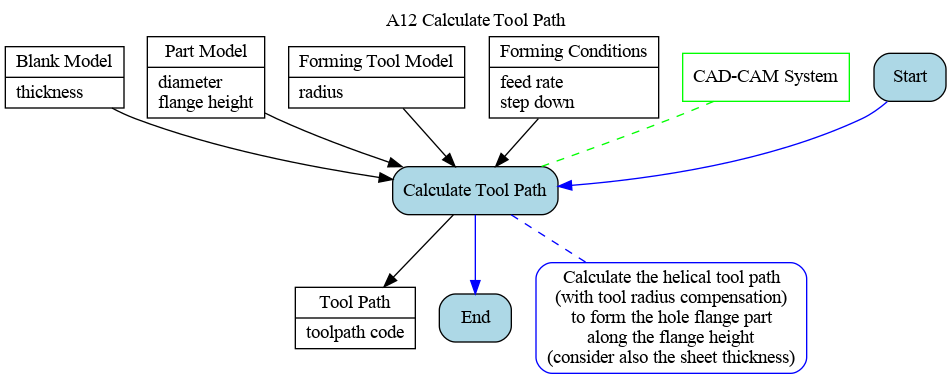 A12 Calculate Tool Path
Blank Model
thickness
Part Model
diameter
flange height
Forming Tool Model
radius
Forming Conditions
feed rate
step down
CAD-CAM System
Start
Calculate Tool Path
Tool Path
toolpath code
End
Calculate the helical tool path
(with tool radius compensation)
to form the hole flange part
along the flange height
(consider also the sheet thickness)